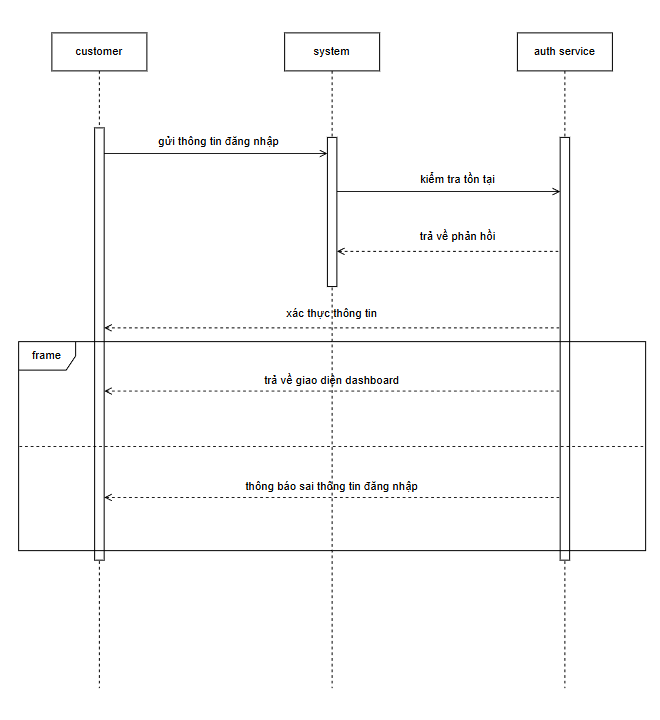 customer
system
auth service
gửi thông tin đăng nhập
kiểm tra tồn tại
trả về phản hồi
xác thực thông tin
frame
trả về giao diện dashboard
thông báo sai thông tin đăng nhập